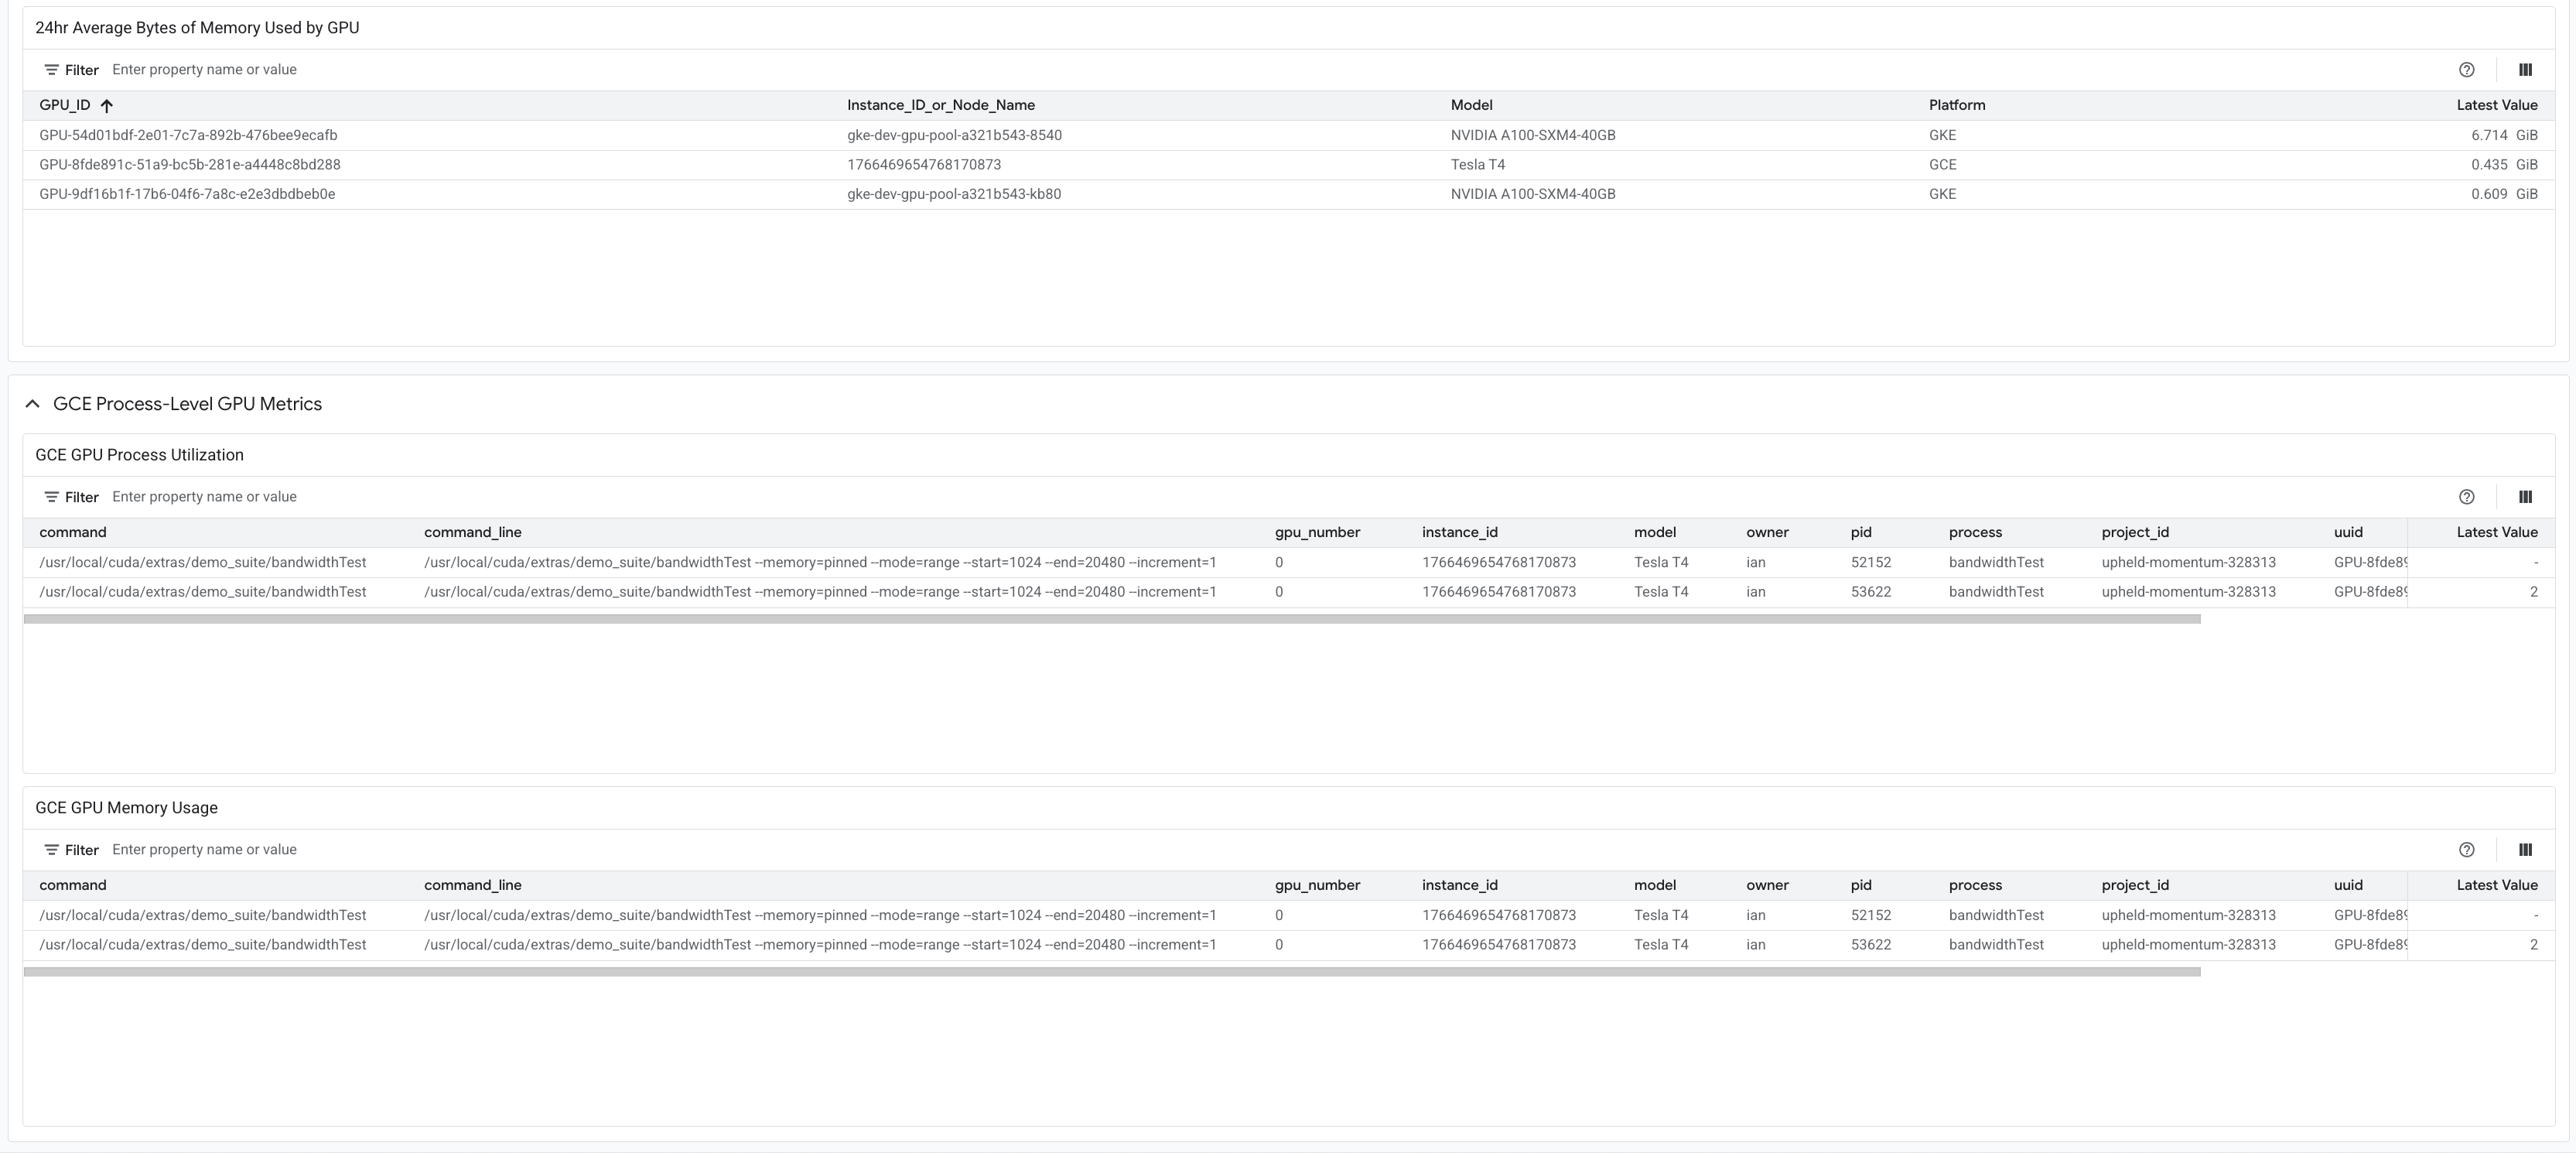 24hr Average Bytes of Memory Used by GPU
Filter Enter property name or value
GPU_ID Instance_ID_or_Node_Name Model Platform Latest Value
GPU-54d01bdf-2e01-7c7a-892b-476bee9ecafb gke-dev-gpu-pool-a321b543-8540 NVIDIA A100-SXM4-40GB GKE 6.714 GiB
GPU-8fde891c-51a9-bc5b-281e-a4448c8bd288 1766469654768170873 Tesla T4 GCE 0.435 GiB
GPU-9df16b1f-17b6-04f6-7a8c-e2e3dbdbeb0e gke-dev-gpu-pool-a321b543-kb80 NVIDIA A100-SXM4-40GB GKE 0.609 GiB
GCE Process-Level GPU Metrics
GCE GPU Process Utilization
Filter Enter property name or value
command command_line gpu_number instance_id model owner pid process project_id uuid Latest Value
/usr/local/cuda/extras/demo_suite/bandwidthTest /usr/local/cuda/extras/demo_suite/bandwidthTest --memory=pinned --mode=range --start=1024 --end=20480 --increment=1 0 1766469654768170873 Tesla T4 ian 52152 bandwidthTest upheld-momentum-328313 GPU-8fde89 -
/usr/local/cuda/extras/demo_suite/bandwidthTest /usr/local/cuda/extras/demo_suite/bandwidthTest --memory=pinned --mode=range --start=1024 --end=20480 --increment=1 0 1766469654768170873 Tesla T4 ian 53622 bandwidthTest upheld-momentum-328313 GPU-8fde89 2
GCE GPU Memory Usage
Filter Enter property name or value
command command_line gpu_number instance_id model owner pid process project_id uuid Latest Value
/usr/local/cuda/extras/demo_suite/bandwidthTest /usr/local/cuda/extras/demo_suite/bandwidthTest --memory=pinned --mode=range --start=1024 --end=20480 --increment=1 0 1766469654768170873 Tesla T4 ian 52152 bandwidthTest upheld-momentum-328313 GPU-8fde89 -
/usr/local/cuda/extras/demo_suite/bandwidthTest /usr/local/cuda/extras/demo_suite/bandwidthTest --memory=pinned --mode=range --start=1024 --end=20480 --increment=1 0 1766469654768170873 Tesla T4 ian 53622 bandwidthTest upheld-momentum-328313 GPU-8fde89 2